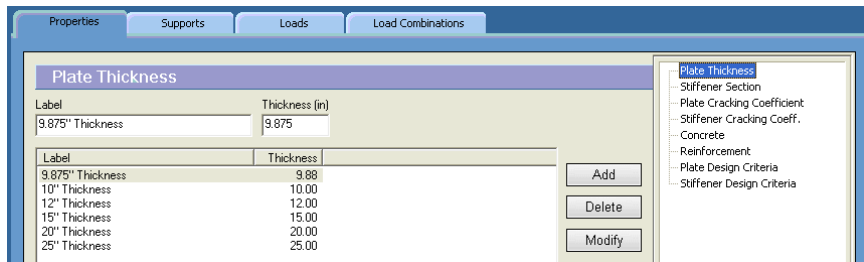 Properties Supports Loads Load Combinations
Plate Thickness
Label Thickness (in)
9.875" Thickness 9.875
Label Thickness
9.875" Thickness 9.88
10" Thickness 10.00
12" Thickness 12.00
15" Thickness 15.00
20" Thickness 20.00
25" Thickness 25.00
Add
Delete
Modify
Plate Thickness
Stiffener Section
Plate Cracking Coefficient
Stiffener Cracking Coeff.
Concrete
Reinforcement
Plate Design Criteria
Stiffener Design Criteria